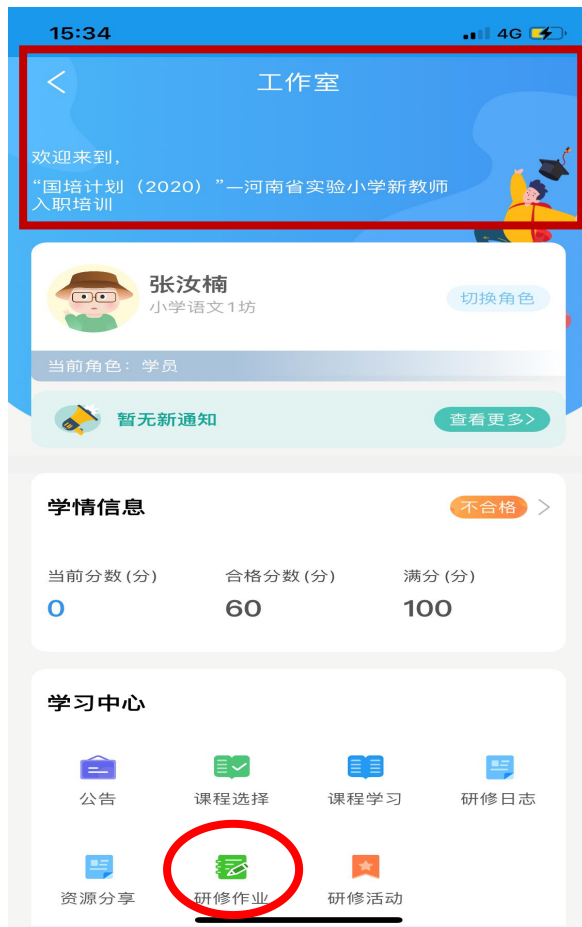 15:34
4G
工作室
欢迎来到,
“国培计划（2020）”—河南省实验小学新教师
入职培训
张汝楠
小学语文1坊
切换角色
当前角色：学员
暂无新通知
查看更多>
学情信息
不合格
当前分数(分) 合格分数(分) 满分(分)
0 60 100
学习中心
公告 课程选择 课程学习 研修日志
资源分享 研修作业 研修活动